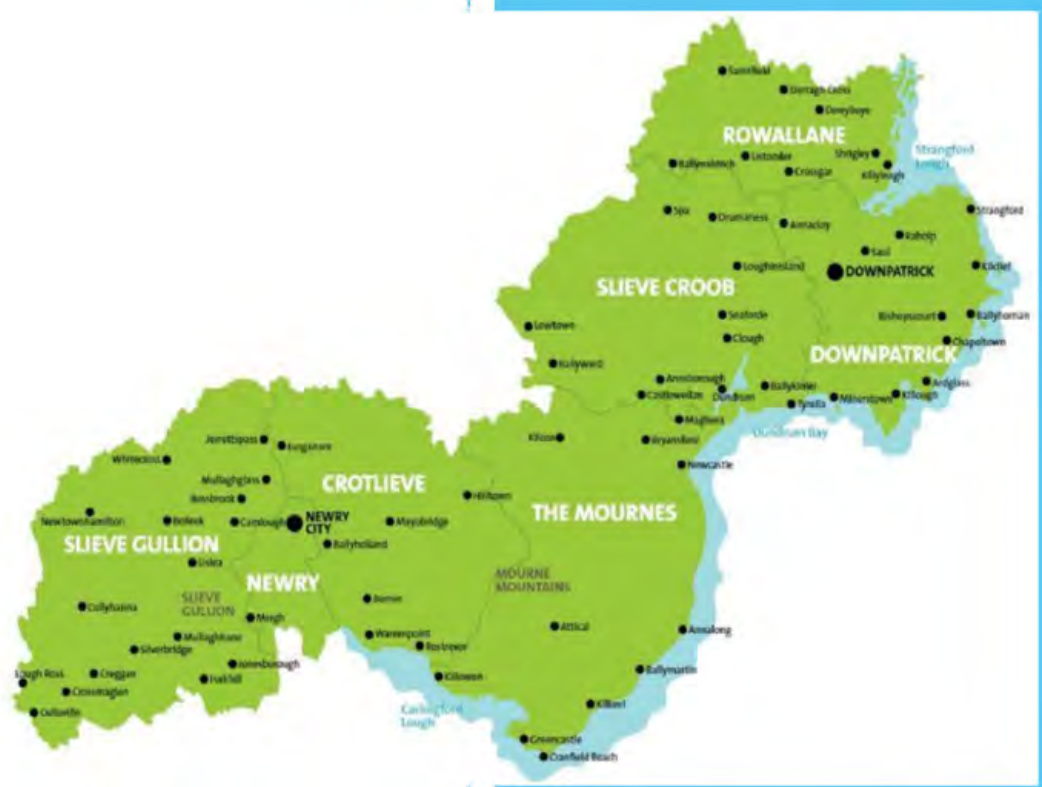 Saintfield
Derragh Cross
Derryboye
ROWALLANE
Strangford
Lough
Listooder
Shrigley
Ballynahinch
Crossgar
Killyleagh
Spa
Drumaness
Annacloy
Strangford
Raholp
Saul
Loughinisland
DOWNPATRICK
Kilclief
SLIEVE CROOB
Seaforde
Bishopscourt
Ballyhornan
Leitrim
Clough
Chapeltown
DOWNPATRICK
Ballyward
Annsborough
Ballykinler
Ardglass
Castlewellan
Dundrum
Tyrella
Minerstown
Killough
Maghera
Dundrum Bay
Jerrettspass
Kilcoo
Bryansford
Whitecross
Newcastle
Mullaghglass
CROTLIEVE
Bessbrook
Hilltown
Newtownhamilton
Belleek
Camlough
NEWRY
CITY
Mayobridge
THE MOURNES
SLIEVE GULLION
Ballyholland
Lislea
NEWRY
MOURNE
MOUNTAINS
SLIEVE
GULLION
Cullyhanna
Burren
Meigh
Attical
Annalong
Warrenpoint
Mullaghbane
Rostrevor
Silverbridge
Jonesborough
Ballymartin
Lough Ross
Creggan
Killowen
Crossmaglen
Kilkeel
Cullaville
Carlingford
Lough
Greencastle
Cranfield Beach